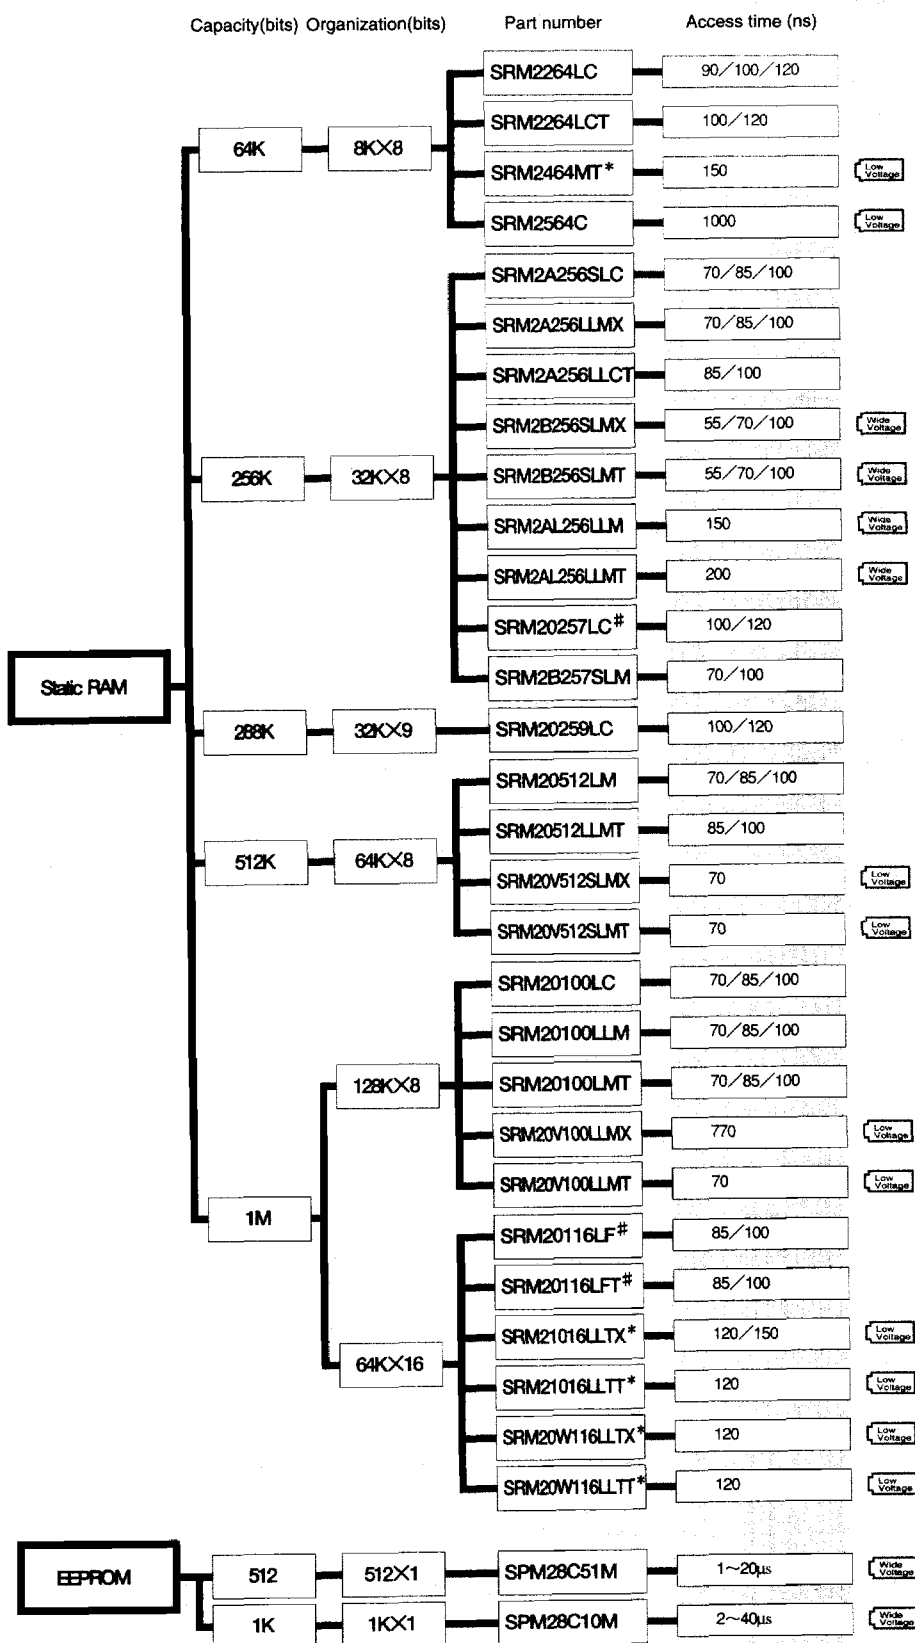 Capacity(bits) Organization(bits) Part number Access time (ns)
SRM2264LC 90/100/120
SRM2264LCT 100/120
64K 8K×8
SRM2464MT* 150 Low Voltage
SRM2564C 1000 Low Voltage
SRM2A256SLC 70/85/100
SRM2A256LLMX 70/85/100
SRM2A256LLCT 85/100
SRM2B256SLMX 55/70/100 Wide Voltage
256K 32K×8 SRM2B256SLMT 55/70/100 Wide Voltage
SRM2AL256LLM 150 Wide Voltage
SRM2AL256LLMT 200 Wide Voltage
SRM20257LC# 100/120
Static RAM
SRM2B257SLM 70/100
288K 32K×9 SRM20259LC 100/120
SRM20512LM 70/85/100
SRM20512LLMT 85/100
512K 64K×8
SRM20V512SLMX 70 Low Voltage
SRM20V512SLMT 70 Low Voltage
SRM20100LC 70/85/100
SRM20100LLM 70/85/100
128K×8 SRM20100LMT 70/85/100
SRM20V100LLMX 770 Low Voltage
SRM20V100LLMT 70 Low Voltage
1M
SRM20116LF# 85/100
SRM20116LFT# 85/100
SRM21016LLTX* 120/150 Low Voltage
64K×16
SRM21016LLTT* 120 Low Voltage
SRM20W116LLTX* 120 Low Voltage
SRM20W116LLTT* 120 Low Voltage
EEPROM 512 512×1 SPM28C51M 1~20μs Wide Voltage
1K 1K×1 SPM28C10M 2~40μs Wide Voltage